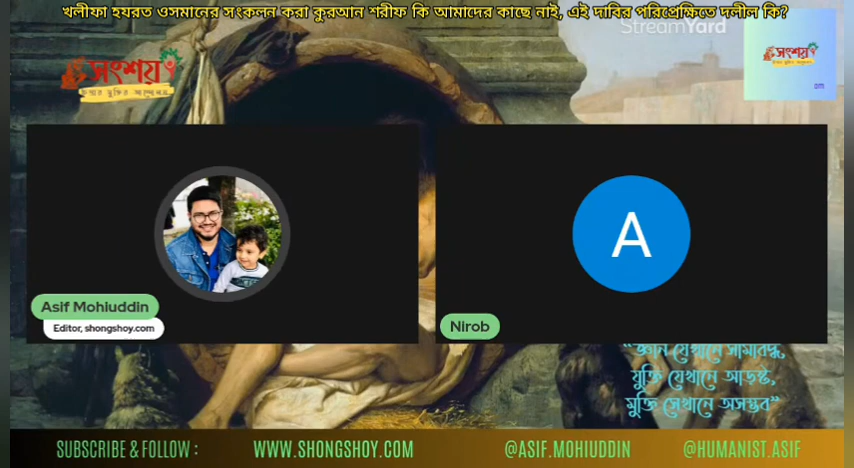 খলীফা হযরত ওসমানের সংকলন করা কুরআন শরীফ কি আমাদের কাছে নাই, এই দাবির পরিপ্রেক্ষিতে দলীল কি?
StreamYard
সংশয়
সংশয়
A
Asif Mohiuddin
Editor, shongshoy.com
Nirob
“জ্ঞান যেখানে সীমাবদ্ধ,
যুক্তি যেখানে আড়ষ্ট,
মুক্তি সেখানে অসম্ভব”
SUBSCRIBE & FOLLOW :
WWW.SHONGSHOY.COM
@ASIF.MOHIUDDIN
@HUMANIST.ASIF